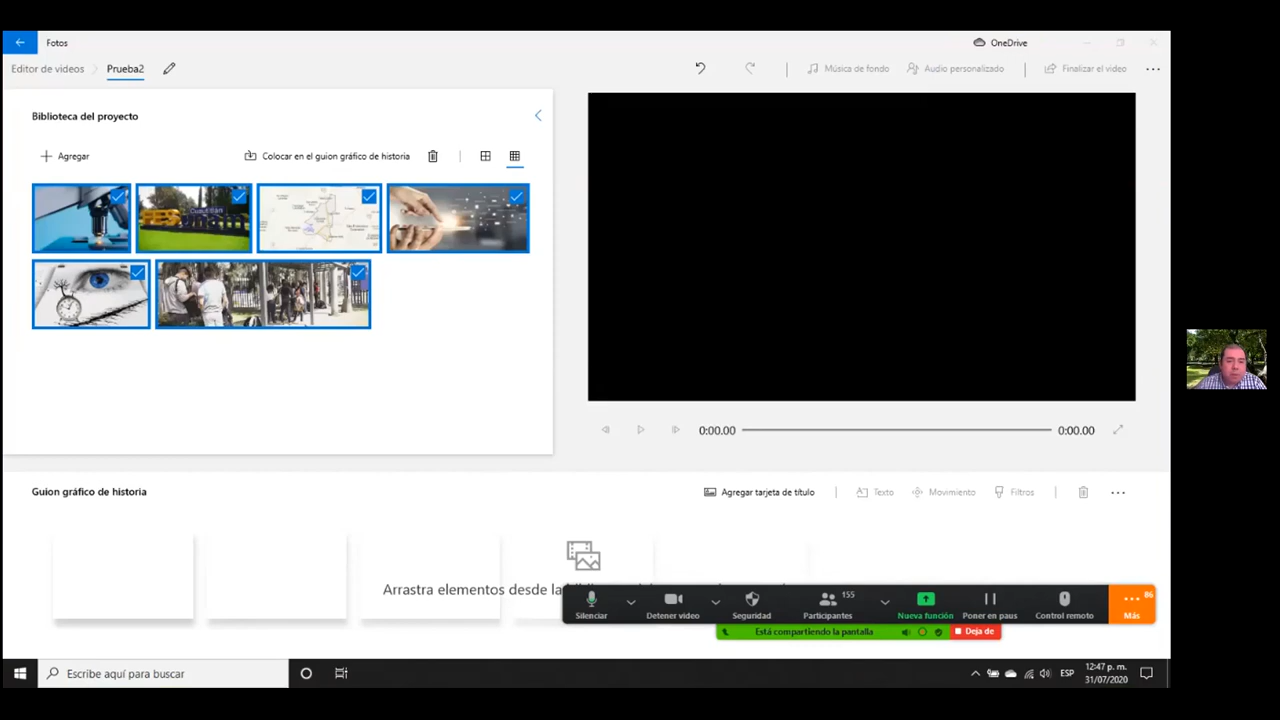 Fotos
OneDrive
Editor de videos
Prueba2
Música de fondo
Audio personalizado
Finalizar el video
Biblioteca del proyecto
Agregar
Colocar en el guion gráfico de historia
0:00.00
0:00.00
Guion gráfico de historia
Agregar tarjeta de título
Texto
Movimiento
Filtros
Arrastra elementos desde la
Silenciar
Detener video
Seguridad
155
Participantes
Nueva función
Poner en paus
Control remoto
86
Más
Está compartiendo la pantalla
Deja de
Escribe aquí para buscar
ESP
12:47 p. m.
31/07/2020